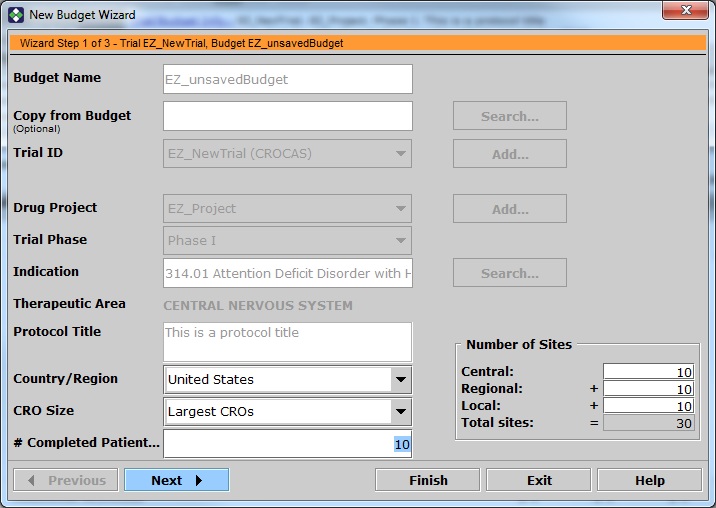 New Budget Wizard
Wizard Step 1 of 3 - Trial EZ_NewTrial, Budget EZ_unsavedBudget
Budget Name EZ_unsavedBudget
Copy from Budget Search...
(Optional)
Trial ID EZ_NewTrial (CROCAS) Add...
Drug Project EZ_Project Add...
Trial Phase Phase I
Indication 314.01 Attention Deficit Disorder with H Search...
Therapeutic Area CENTRAL NERVOUS SYSTEM
Protocol Title This is a protocol title
Number of Sites
Country/Region United States
Central: 10
Regional: + 10
CRO Size Largest CROs
Local: + 10
Total sites: = 30
# Completed Patient... 10
Previous Next Finish Exit Help